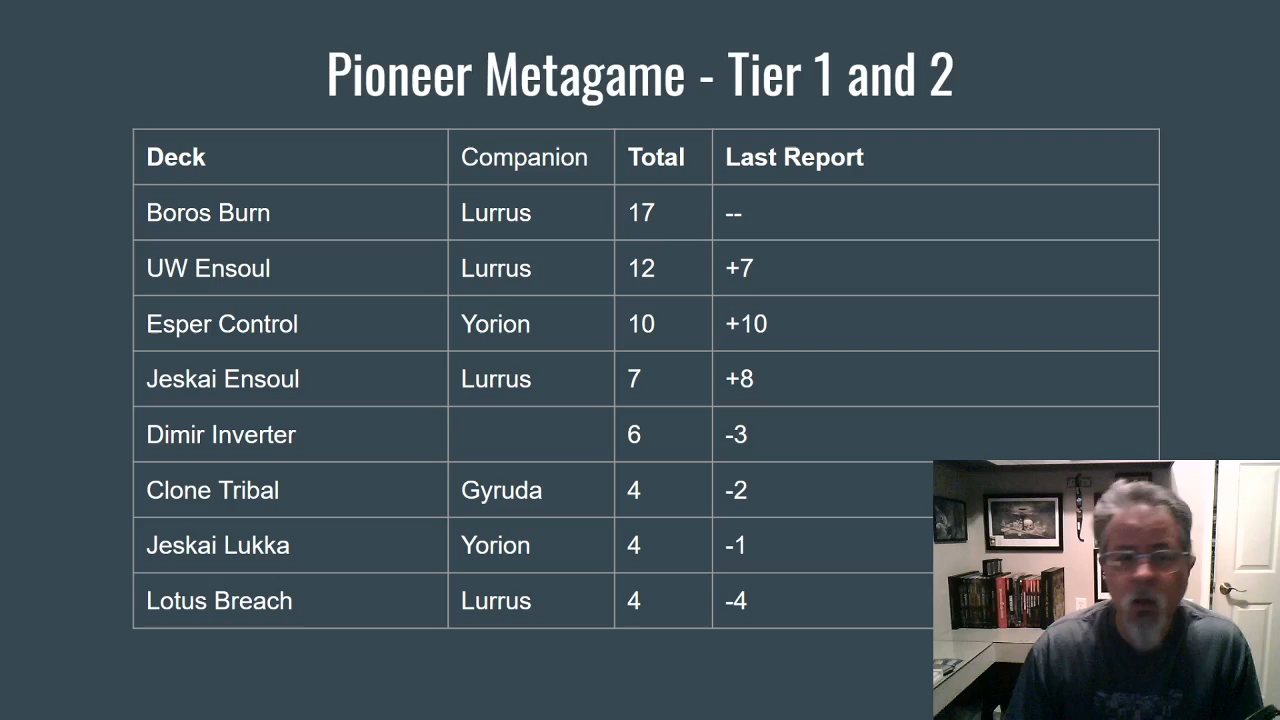 Pioneer Metagame - Tier 1 and 2
Deck Companion Total Last Report
Boros Burn Lurrus 17 --
UW Ensoul Lurrus 12 +7
Esper Control Yorion 10 +10
Jeskai Ensoul Lurrus 7 +8
Dimir Inverter 6 -3
Clone Tribal Gyruda 4 -2
Jeskai Lukka Yorion 4 -1
Lotus Breach Lurrus 4 -4